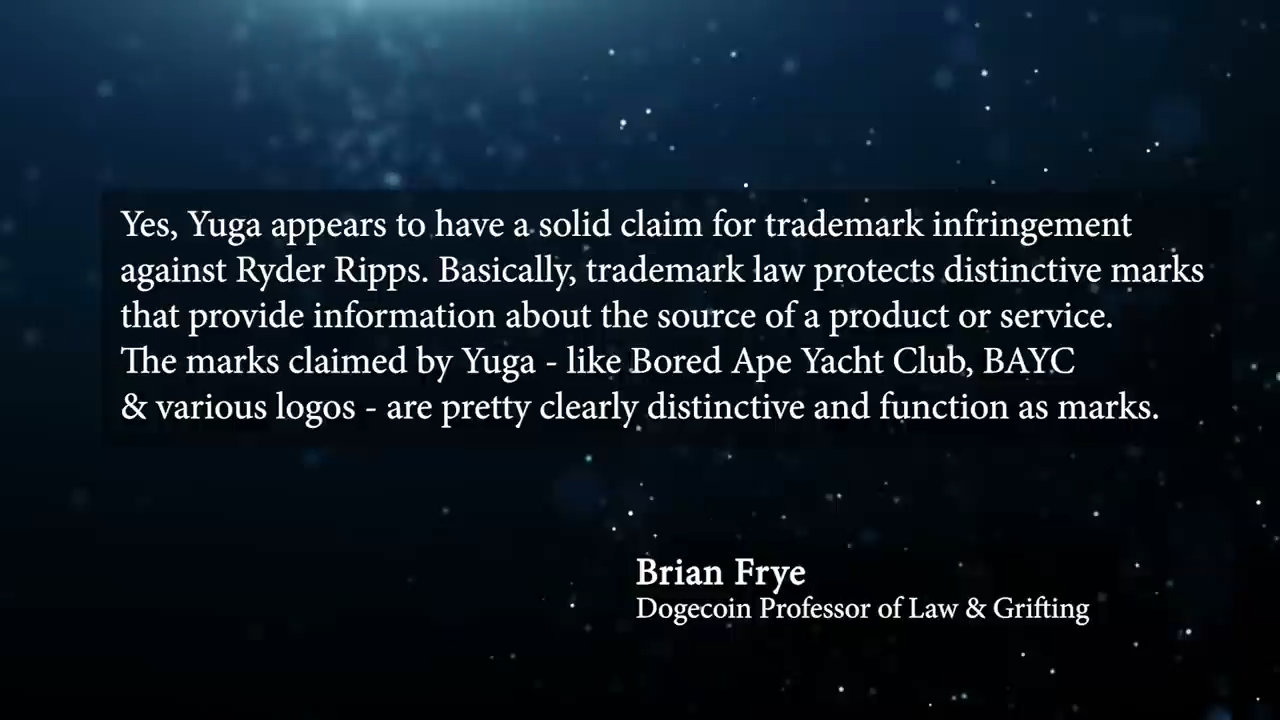 Yes, Yuga appears to have a solid claim for trademark infringement
against Ryder Ripps. Basically, trademark law protects distinctive marks
that provide information about the source of a product or service.
The marks claimed by Yuga - like Bored Ape Yacht Club, BAYC
& various logos - are pretty clearly distinctive and function as marks.
Brian Frye
Dogecoin Professor of Law & Grifting